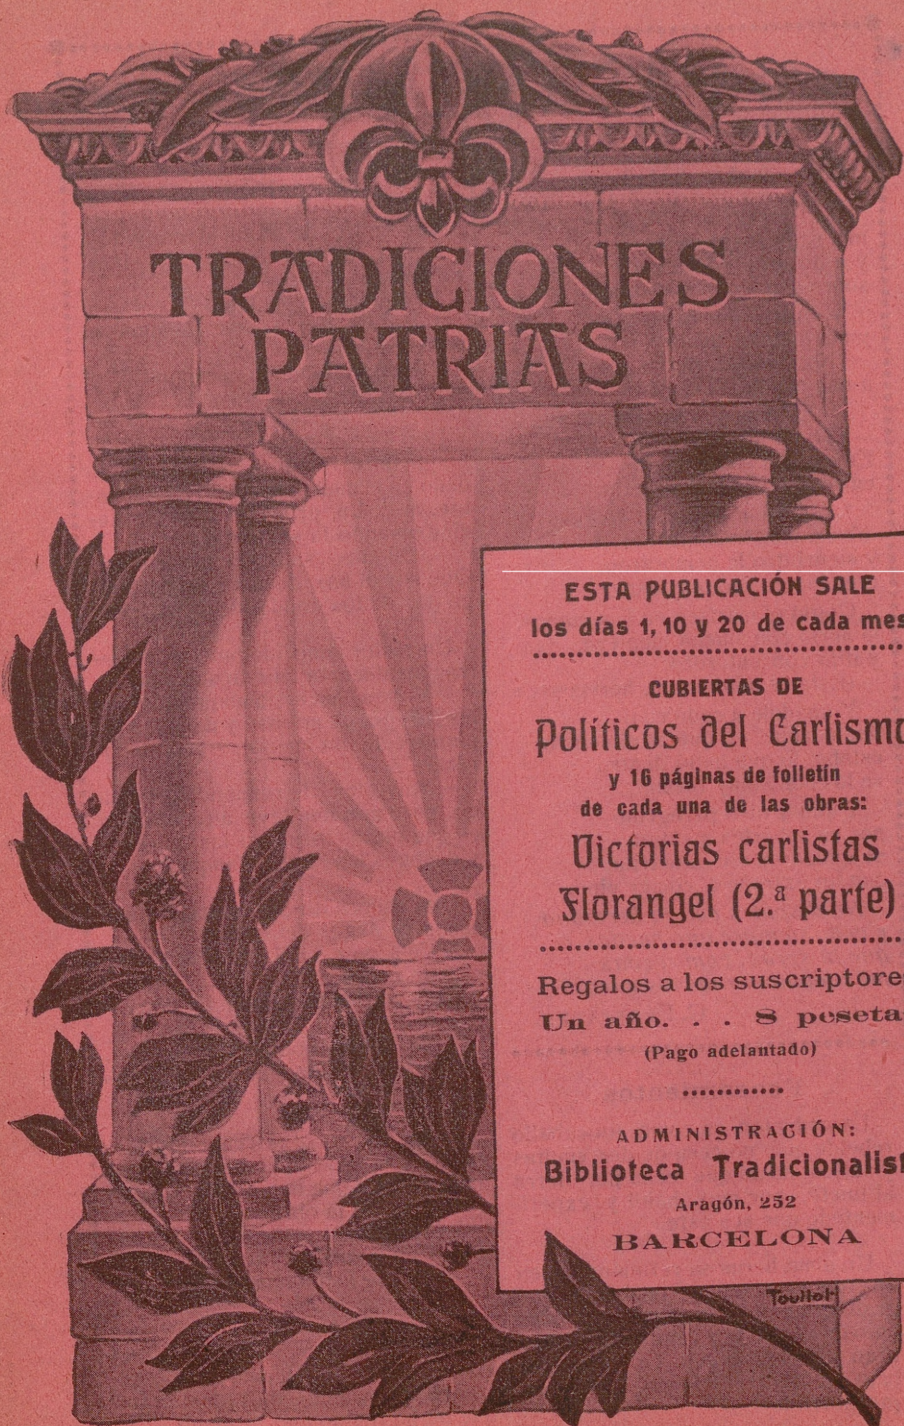 TRADICIONES
PATRIAS
ESTA PUBLICACIÓN SALE
los días 1, 10 y 20 de cada mes
CUBIERTAS DE
Políticos del Carlismo
y 16 páginas de folletín
de cada una de las obras:
Victorias carlistas
Florangel (2.ª parte)
Regalos a los suscriptores
Un año. . . 8 pesetas
(Pago adelantado)
ADMINISTRACIÓN:
Biblioteca Tradicionalist
Aragón, 252
BARCELONA